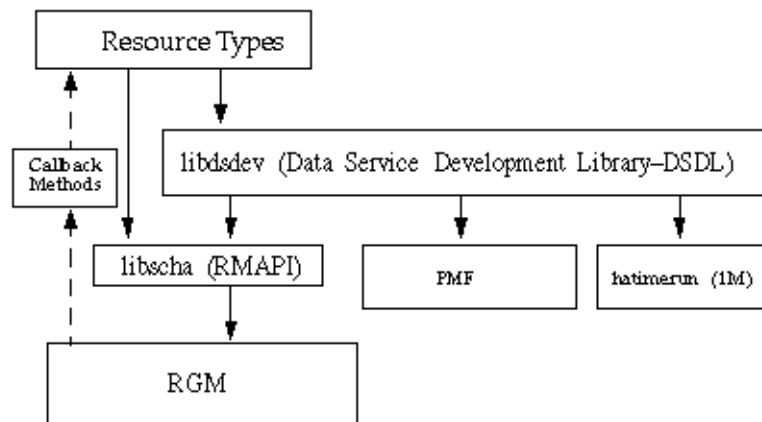 Resource Types
libdsdev (Data Service Development Library–DSDL)
Callback
Methods
libscha (RMAPI)
PMF
hatimerun (1M)
RGM